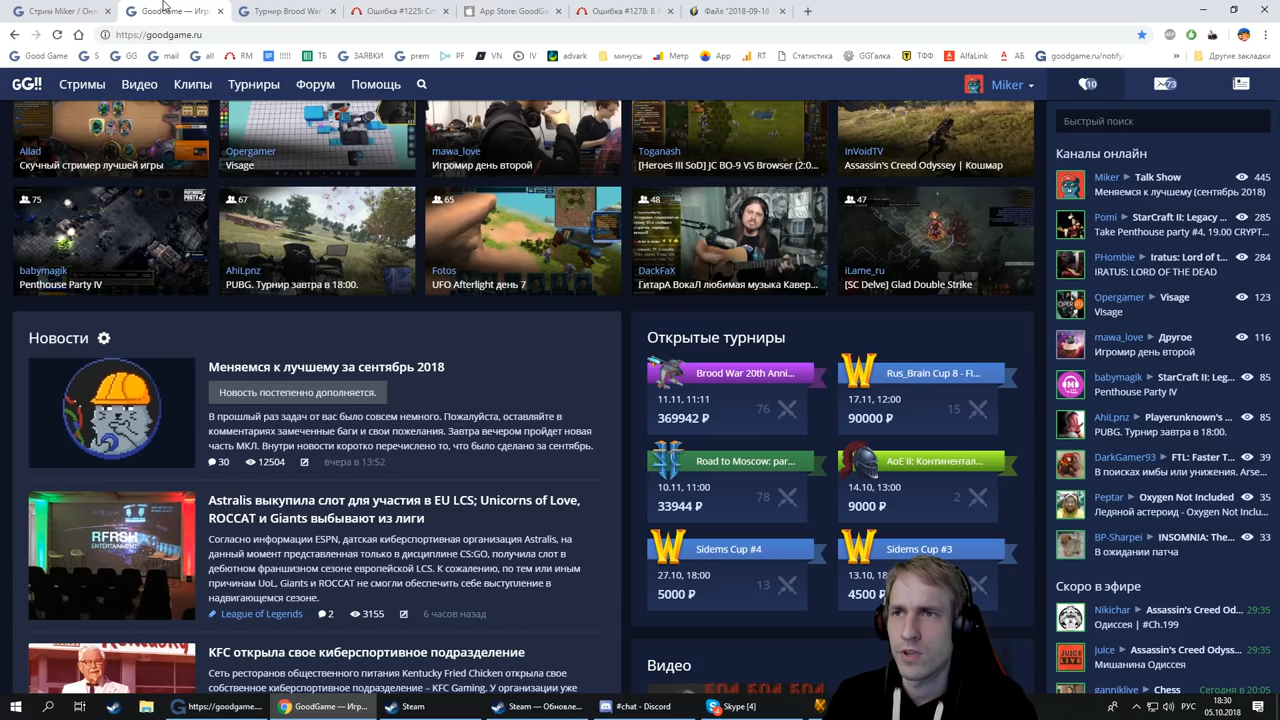 Стрим Miker / Онла
GoodGame — Игро
Турнир Brood War
Ошибка #1225: Сп
App Store: GoodGa
Ошибка #1278: В
Файл "2018-09-18
https://goodgame.ru
Good Game
S
GG
mail
all
RM
ТБ
ЗАЯВКИ
prem
PF
VN
IV
advark
минусы
Метр
App
RT
Статистика
GGГалка
ТФФ
AlfaLink
АБ
goodgame.ru/notify
Другие закладки
GG!!
Стримы
Видео
Клипы
Турниры
Форум
Помощь
Miker
10
73
Allad
Скучный стример лучшей игры
Opergamer
Visage
mawa_love
Игромир день второй
Toganash
[Heroes III SoD] JC BO-9 VS Browser (2:0...
InVoidTV
Assassin's Creed Odyssey | Кошмар
75
babymagik
Penthouse Party IV
67
AhiLpnz
PUBG. Турнир завтра в 18:00.
65
Fotos
UFO Afterlight день 7
48
DackFaX
ГитарА ВокаЛ любимая музыка Кавер...
47
iLame_ru
[SC Delve] Glad Double Strike
Новости
Меняемся к лучшему за сентябрь 2018
Новость постепенно дополняется.
В прошлый раз задач от вас было совсем немного. Пожалуйста, оставляйте в
комментариях замеченные баги и свои пожелания. Завтра вечером пройдет новая
часть МКЛ. Внутри новости коротко перечислено то, что было сделано за сентябрь.
30 12504 вчера в 13:52
RFRSH
ENTERTAINMENT
Astralis выкупила слот для участия в EU LCS; Unicorns of Love,
ROCCAT и Giants выбывают из лиги
Согласно информации ESPN, датская киберспортивная организация Astralis, на
данный момент представленная только в дисциплине CS:GO, получила слот в
дебютном франшизном сезоне европейской LCS. К сожалению, по тем или иным
причинам UoL, Giants и ROCCAT не смогли обеспечить себе выступление в
надвигающемся сезоне.
League of Legends 2 3155 6 часов назад
KFC открыла свое киберспортивное подразделение
Сеть ресторанов общественного питания Kentucky Fried Chicken открыла свое
собственное киберспортивное подразделение – KFC Gaming. У организации уже
Открытые турниры
Brood War 20th Anni...
11.11, 11:11
369942 ₽
76
Rus_Brain Cup 8 - FI...
17.11, 12:00
90000 ₽
15
Road to Moscow: par...
10.11, 11:00
33944 ₽
78
AoE II: Континентал...
14.10, 13:00
9000 ₽
2
Sidems Cup #4
27.10, 18:00
5000 ₽
13
Sidems Cup #3
4500 ₽
Видео
Быстрый поиск
Каналы онлайн
Miker Talk Show 445
Меняемся к лучшему (сентябрь 2018)
Pomi StarCraft II: Legacy ... 285
Take Penthouse party #4, 19.00 CRYPT...
PHombie Iratus: Lord of t... 284
IRATUS: LORD OF THE DEAD
Opergamer Visage 123
Visage
mawa_love Другое 116
Игромир день второй
babymagik StarCraft II: Leg... 85
Penthouse Party IV
AhiLpnz Playerunknown's ... 85
PUBG. Турнир завтра в 18:00.
DarkGamer93 FTL: Faster T... 39
В поисках имбы или унижения. Arse...
Peptar Oxygen Not Included 35
Ледяной астероид - Oxygen Not Includ...
BP-Sharpei INSOMNIA: The... 33
В ожидании патча
Скоро в эфире
Nikichar Assassin's Creed Od... 29:35
Одиссея | #Ch.199
Juice Assassin's Creed Odyss... 29:35
Мишанина Одиссея
ganniklive Chess Сегодня в 20:05
https://goodgame....
GoodGame — Игр...
Steam
Steam — Обновле...
#chat - Discord
Skype [4]
РУС
18:30
05.10.2018